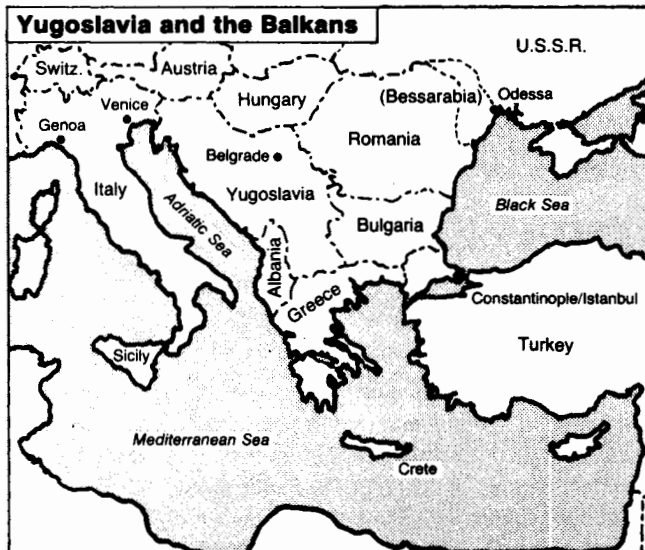 Yugoslavia and the Balkans
U.S.S.R.
Switz.
Austria
Hungary
(Bessarabia)
Odessa
Venice
Genoa
Romania
Belgrade
Italy
Adriatic Sea
Yugoslavia
Black Sea
Bulgaria
Albania
Greece
Constantinople/Istanbul
Sicily
Turkey
Mediterranean Sea
Crete